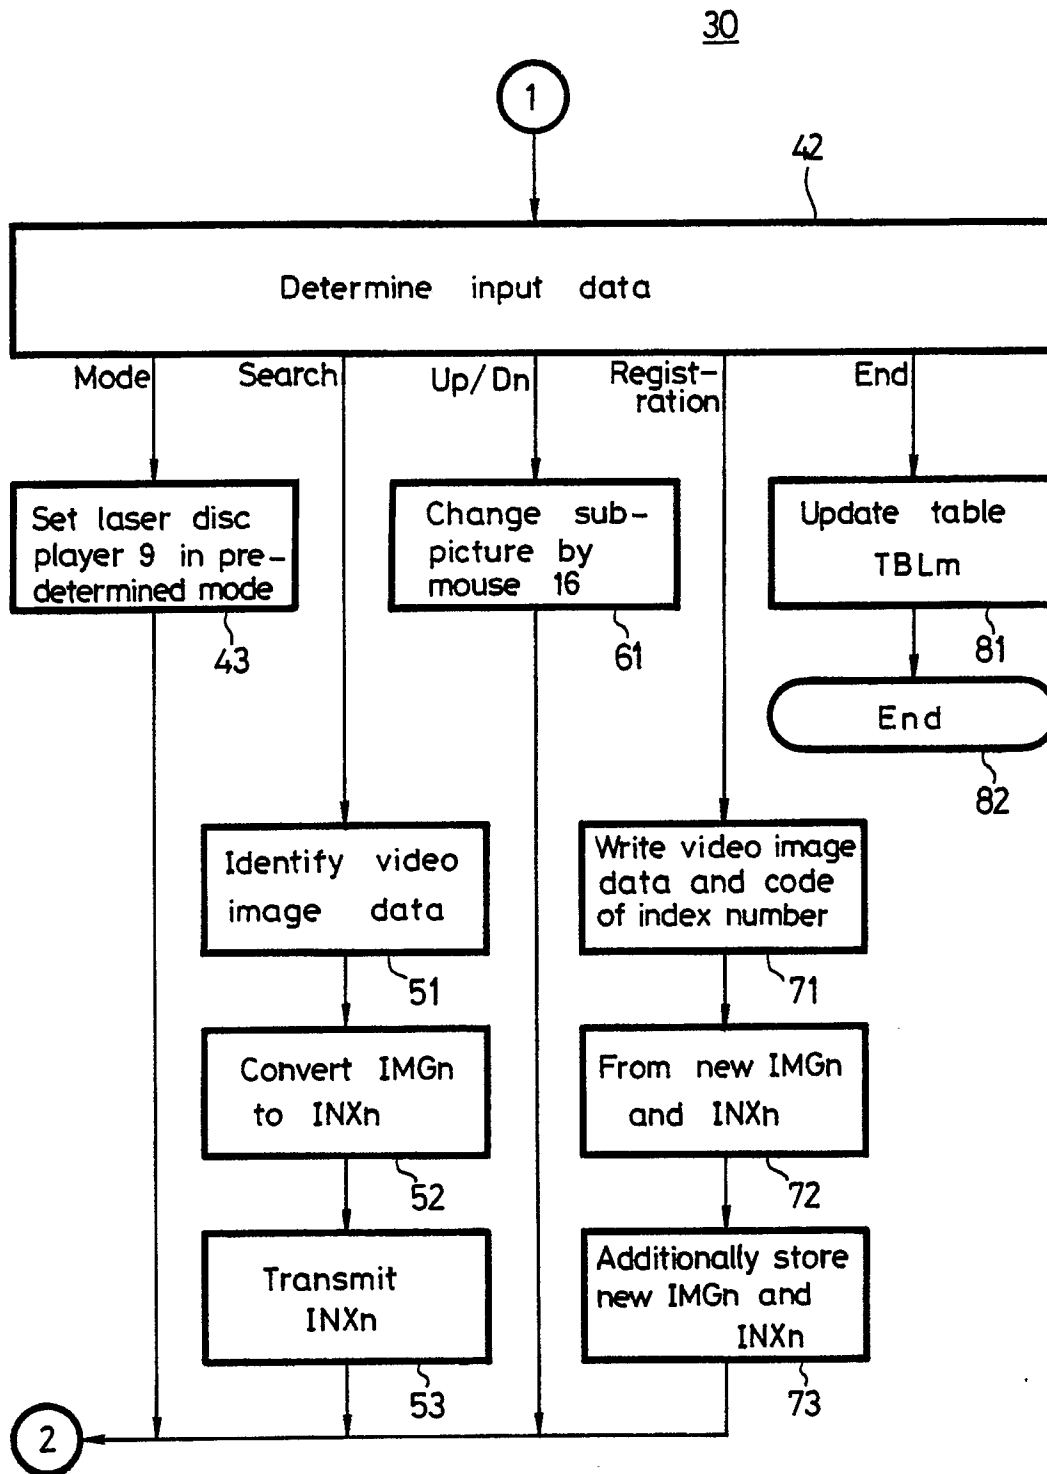 30
1
42
Determine input data
Mode
Search
Up/Dn
Regist-
ration
End
Set laser disc
player 9 in pre-
determined mode
43
Change sub-
picture by
mouse 16
61
Update table
TBLm
81
End
82
Identify video
image data
51
Write video image
data and code
of index number
71
Convert IMGn
to INXn
52
From new IMGn
and INXn
72
Transmit
INXn
53
Additionally store
new IMGn and
INXn
73
2